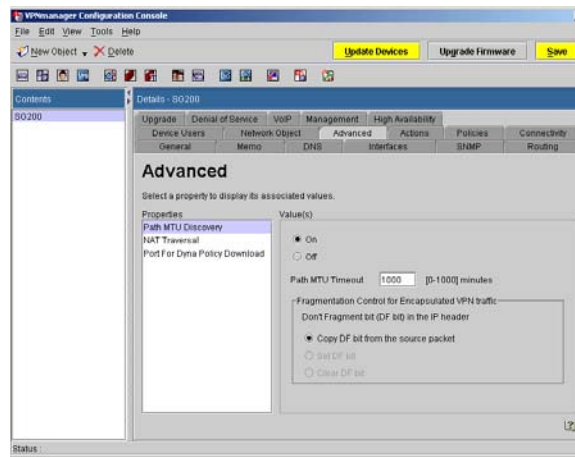 VPNmanager Configuration Console
File Edit View Tools Help
New Object Delete Update Devices Upgrade Firmware Save
Contents Details - SG200
SG200
Upgrade Denial of Service VoIP Management High Availability
Device Users Network Object Advanced Actions Policies Connectivity
General Memo DNS Interfaces SNMP Routing
Advanced
Select a property to display its associated values.
Properties Value(s)
Path MTU Discovery
NAT Traversal
Port For Dyna Policy Download
On
Off
Path MTU Timeout 1000 [0-1000] minutes
Fragmentation Control for Encapsulated VPN traffic
Don't Fragment bit (DF bit) in the IP header
Copy DF bit from the source packet
Set DF bit
Clear DF bit
Status :